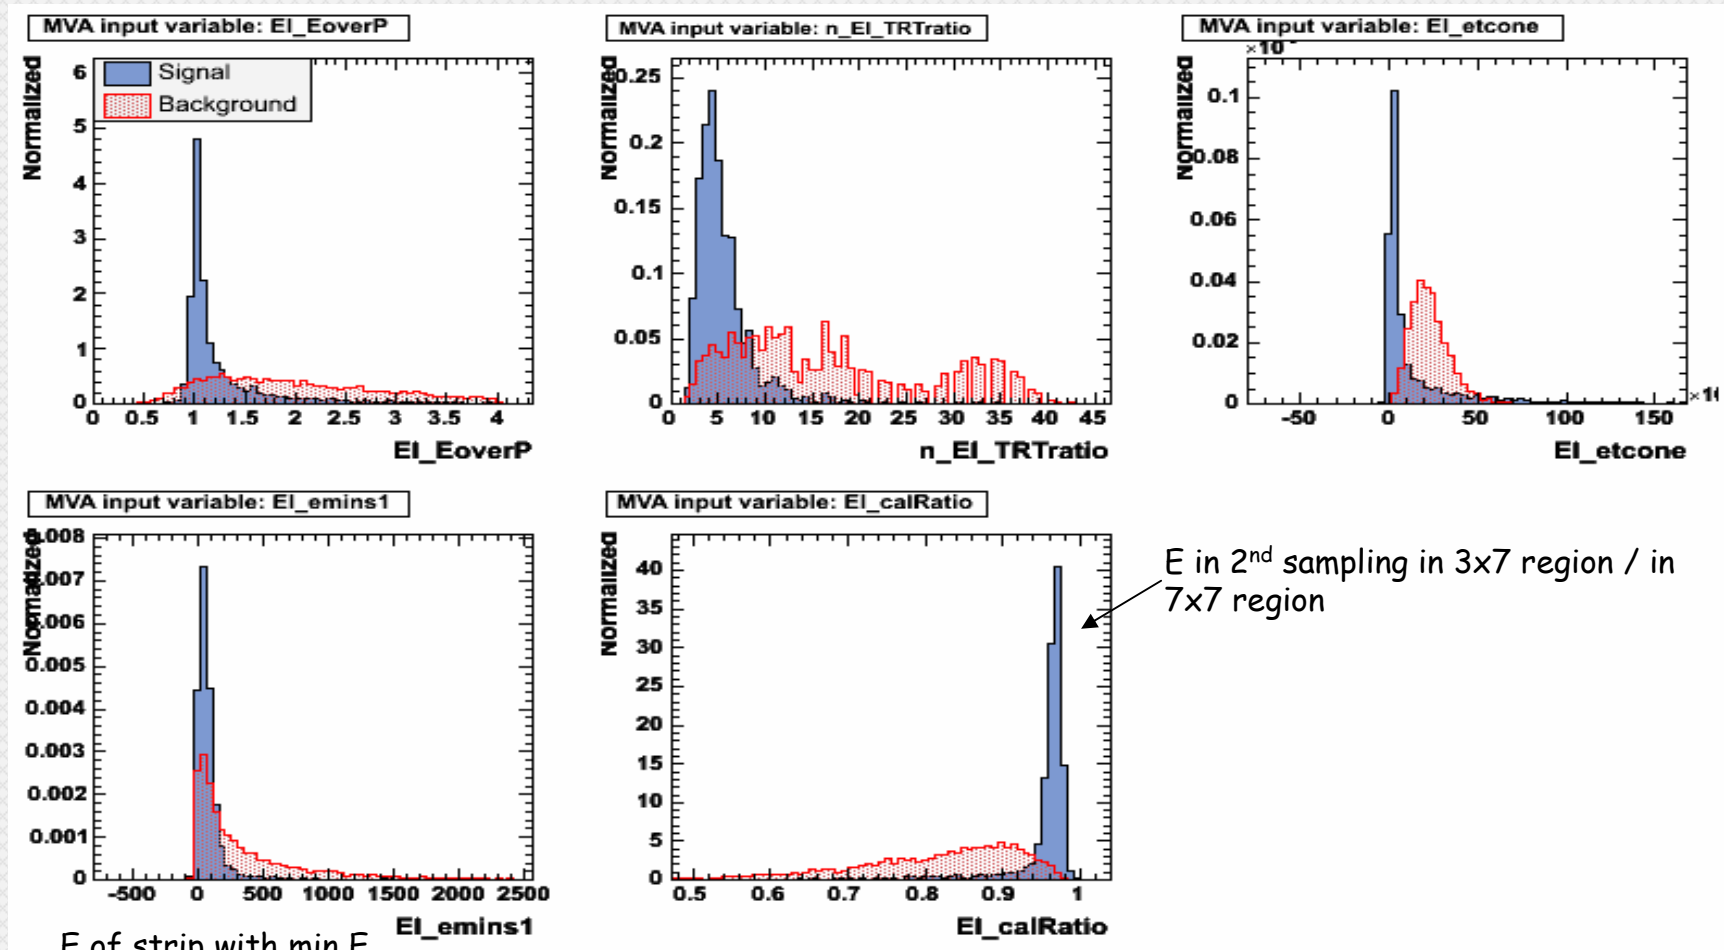 MVA input variable: El_EoverP
Normalized
Signal
Background
6
5
4
3
2
1
0
0 0.5 1 1.5 2 2.5 3 3.5 4
El_EoverP
MVA input variable: n_El_TRTratio
Normalized
0.25
0.2
0.15
0.1
0.05
0
0 5 10 15 20 25 30 35 40 45
n_El_TRTratio
MVA input variable: El_etcone
Normalized
0.1
0.08
0.06
0.04
0.02
0
-50 0 50 100 150
El_etcone
MVA input variable: El_emins1
Normalized
0.008
0.007
0.006
0.005
0.004
0.003
0.002
0.001
0
-500 0 500 1000 1500 2000 2500
El_emins1
E of strip with min E
MVA input variable: El_calRatio
Normalized
40
35
30
25
20
15
10
5
0
0.5 0.6 0.7 0.8 0.9 1
El_calRatio
E in 2nd sampling in 3x7 region / in
7x7 region